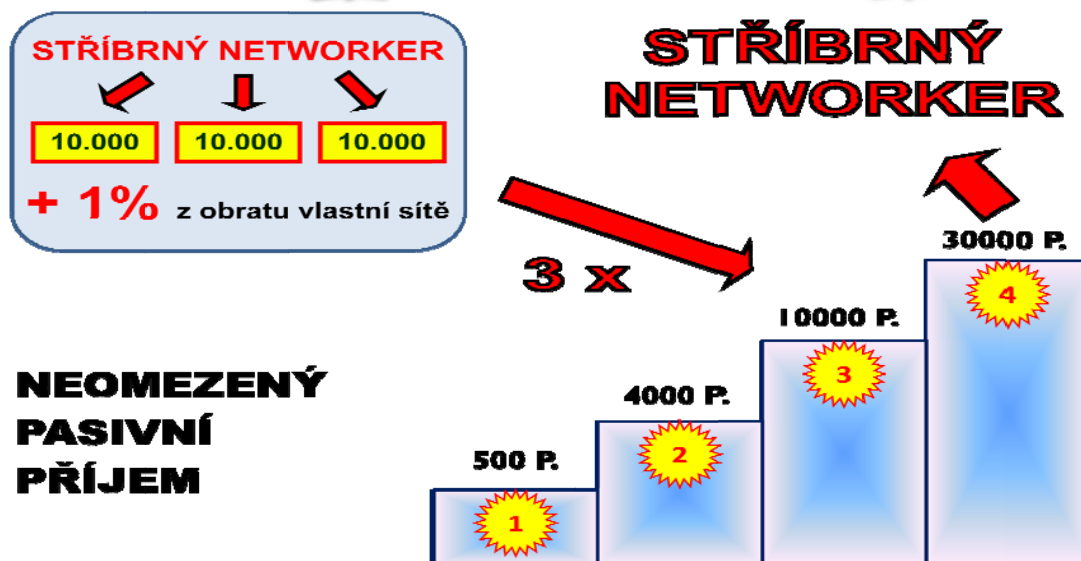 STŘÍBRNÝ NETWORKER
10.000 10.000 10.000
+ 1% z obratu vlastní sítě
STŘÍBRNÝ
NETWORKER
3 x
30000 P.
4
10000 P.
3
4000 P.
2
500 P.
1
NEOMEZENÝ
PASIVNÍ
PŘÍJEM